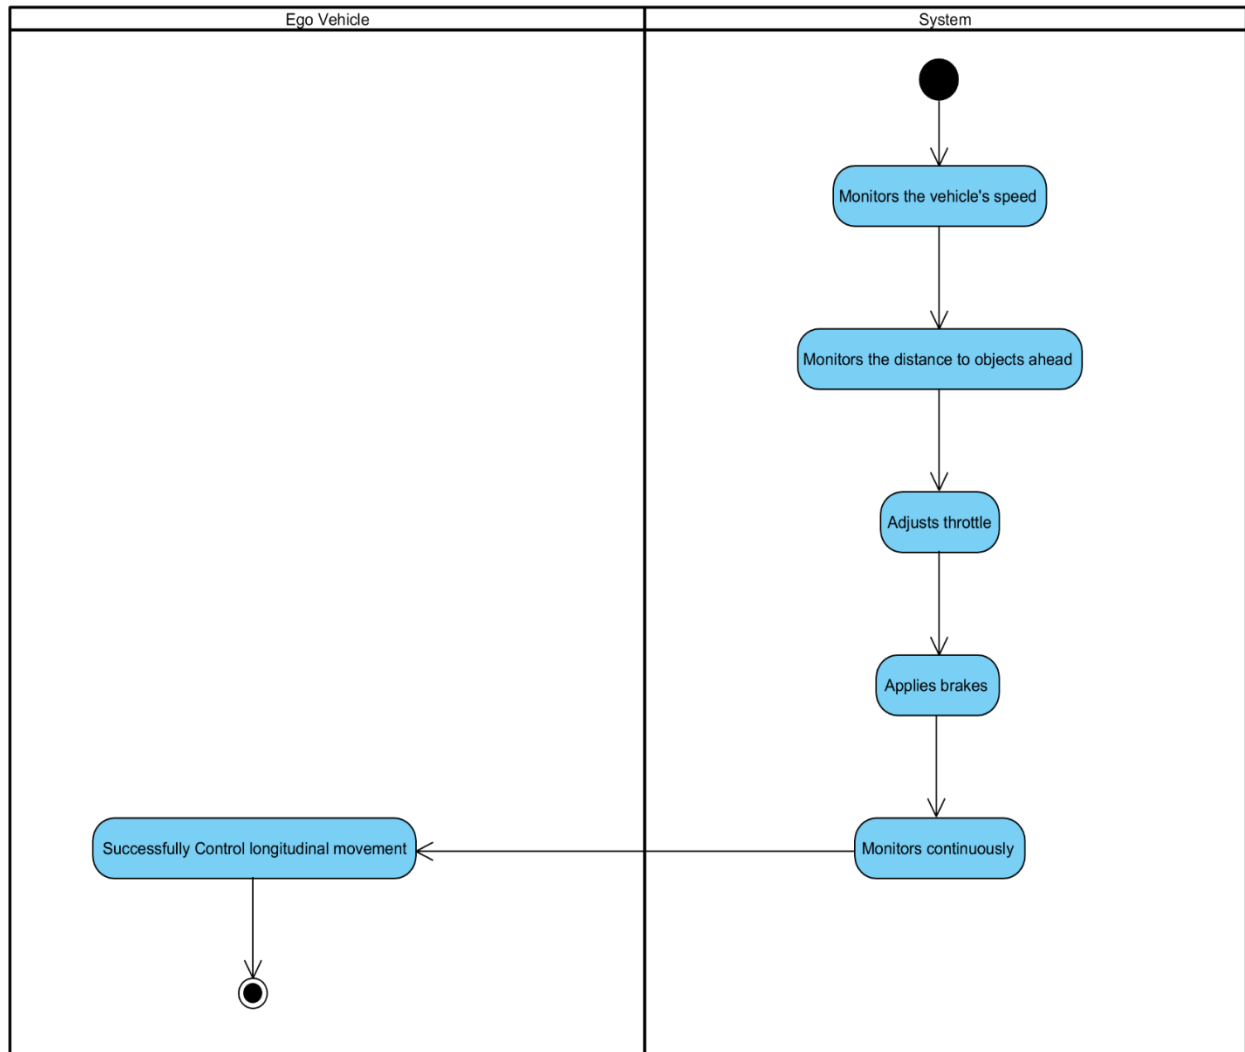 Ego Vehicle
System
Monitors the vehicle's speed
Monitors the distance to objects ahead
Adjusts throttle
Applies brakes
Successfully Control longitudinal movement
Monitors continuously